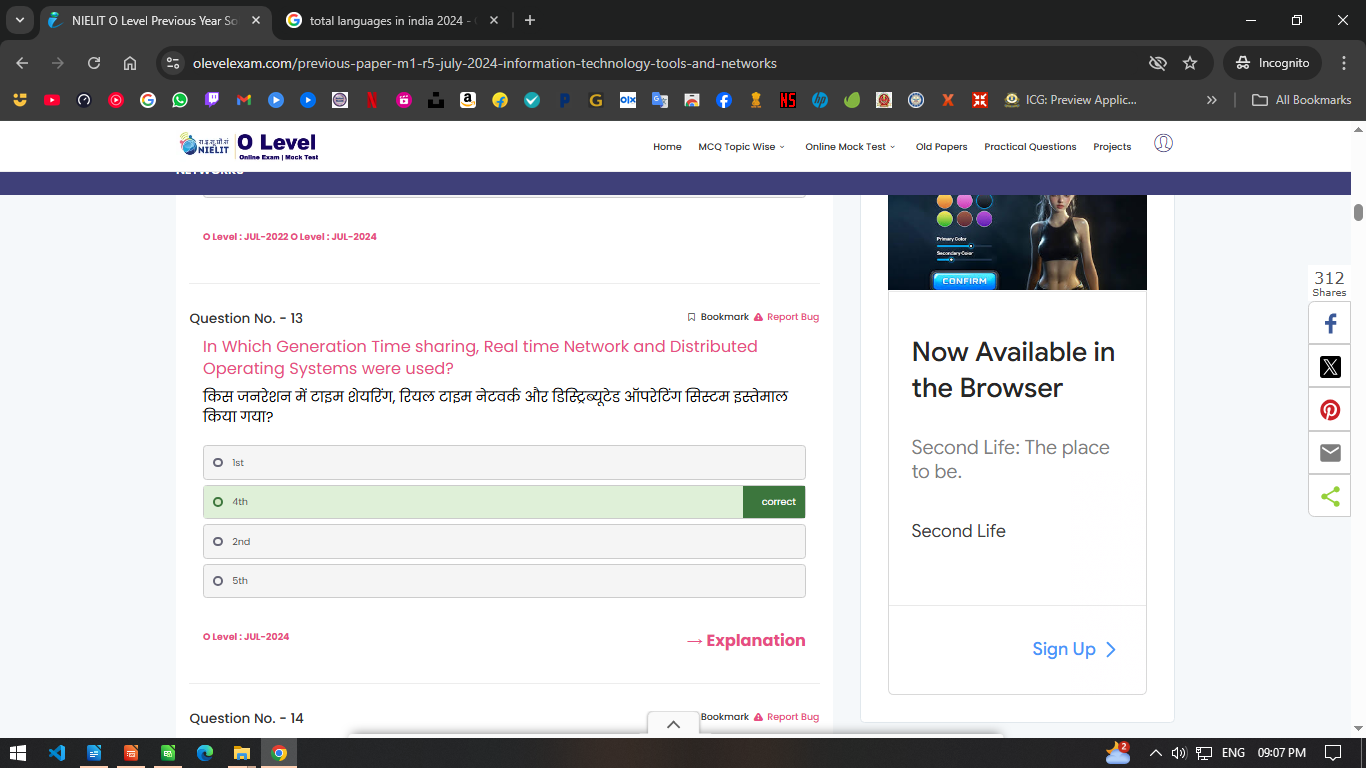 NIELIT O Level Previous Year So
total languages in india 2024 -
olevelexam.com/previous-paper-m1-r5-july-2024-information-technology-tools-and-networks
Incognito
ICG: Preview Applic...
All Bookmarks
NIELIT
O Level
Online Exam | Mock Test
Home
MCQ Topic Wise
Online Mock Test
Old Papers
Practical Questions
Projects
O Level : JUL-2022 O Level : JUL-2024
Primary Color
Secondary Color
CONFIRM
312
Shares
Question No. - 13
Bookmark
Report Bug
In Which Generation Time sharing, Real time Network and Distributed
Operating Systems were used?
किस जनरेशन में टाइम शेयरिंग, रियल टाइम नेटवर्क और डिस्ट्रिब्यूटेड ऑपरेटिंग सिस्टम इस्तेमाल
किया गया?
1st
4th
correct
2nd
5th
O Level : JUL-2024
→ Explanation
Now Available in
the Browser
Second Life: The place
to be.
Second Life
Sign Up
Question No. - 14
Bookmark
Report Bug
2
ENG
09:07 PM